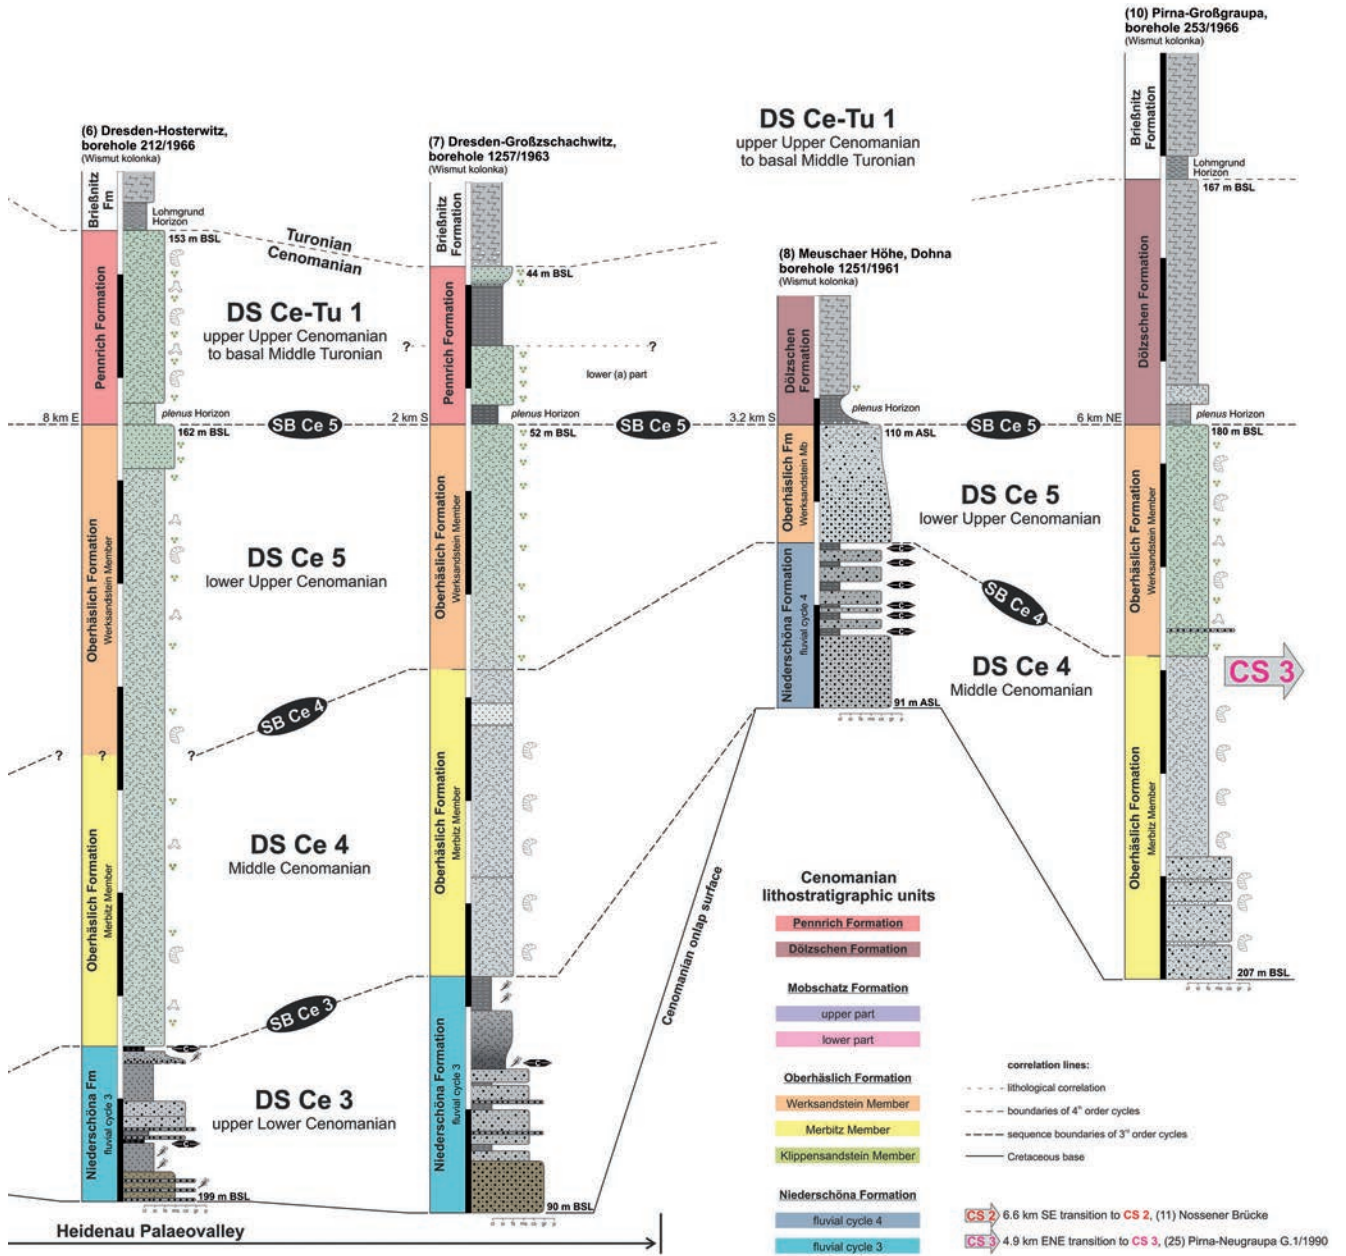 (6) Dresden-Hosterwitz,
borehole 212/1966
(Wismut kolonka)
Brießnitz
Fm
Lohmgrund
Horizon
153 m BSL
Pennrich Formation
8 km E
plenus Horizon
162 m BSL
Oberhäslich Formation
Werksandstein Member
?
?
?
Oberhäslich Formation
Merbitz Member
Niederschöna Fm
fluvial cycle 3
C
C
199 m BSL
Turonian
Cenomanian
DS Ce-Tu 1
upper Upper Cenomanian
to basal Middle Turonian
SB Ce 5
DS Ce 5
lower Upper Cenomanian
SB Ce 4
DS Ce 4
Middle Cenomanian
SB Ce 3
DS Ce 3
upper Lower Cenomanian
Heidenau Palaeovalley
(7) Dresden-Großzschachwitz,
borehole 1257/1963
(Wismut kolonka)
Brießnitz
Formation
44 m BSL
Pennrich Formation
?
?
lower (a) part
2 km S
plenus Horizon
52 m BSL
Oberhäslich Formation
Werksandstein Member
Oberhäslich Formation
Merbitz Member
Niederschöna Formation
fluvial cycle 3
C
90 m BSL
SB Ce 5
Cenomanian onlap surface
DS Ce-Tu 1
upper Upper Cenomanian
to basal Middle Turonian
(8) Meuschaer Höhe, Dohna
borehole 1251/1961
(Wismut kolonka)
Dölzschen
Formation
3.2 km S
plenus Horizon
110 m ASL
Oberhäslich Fm
Werksandstein Mb
Niederschöna Formation
fluvial cycle 4
C
C
C
C
C
C
91 m ASL
SB Ce 5
DS Ce 5
lower Upper Cenomanian
SB Ce 4
DS Ce 4
Middle Cenomanian
(10) Pirna-Großgraupa,
borehole 253/1966
(Wismut kolonka)
Brießnitz
Formation
Lohmgrund
Horizon
167 m BSL
Dölzschen Formation
6 km NE
plenus Horizon
180 m BSL
Oberhäslich Formation
Werksandstein Member
CS 3
Oberhäslich Formation
Merbitz Member
207 m BSL
Cenomanian
lithostratigraphic units
Pennrich Formation
Dölzschen Formation
Mobschatz Formation
upper part
lower part
Oberhäslich Formation
Werksandstein Member
Merbitz Member
Klippensandstein Member
Niederschöna Formation
fluvial cycle 4
fluvial cycle 3
correlation lines:
lithological correlation
boundaries of 4th order cycles
sequence boundaries of 3rd order cycles
Cretaceous base
CS 2 6.6 km SE transition to CS 2, (11) Nossener Brücke
CS 3 4.9 km ENE transition to CS 3, (25) Pirna-Neugraupa G.1/1990